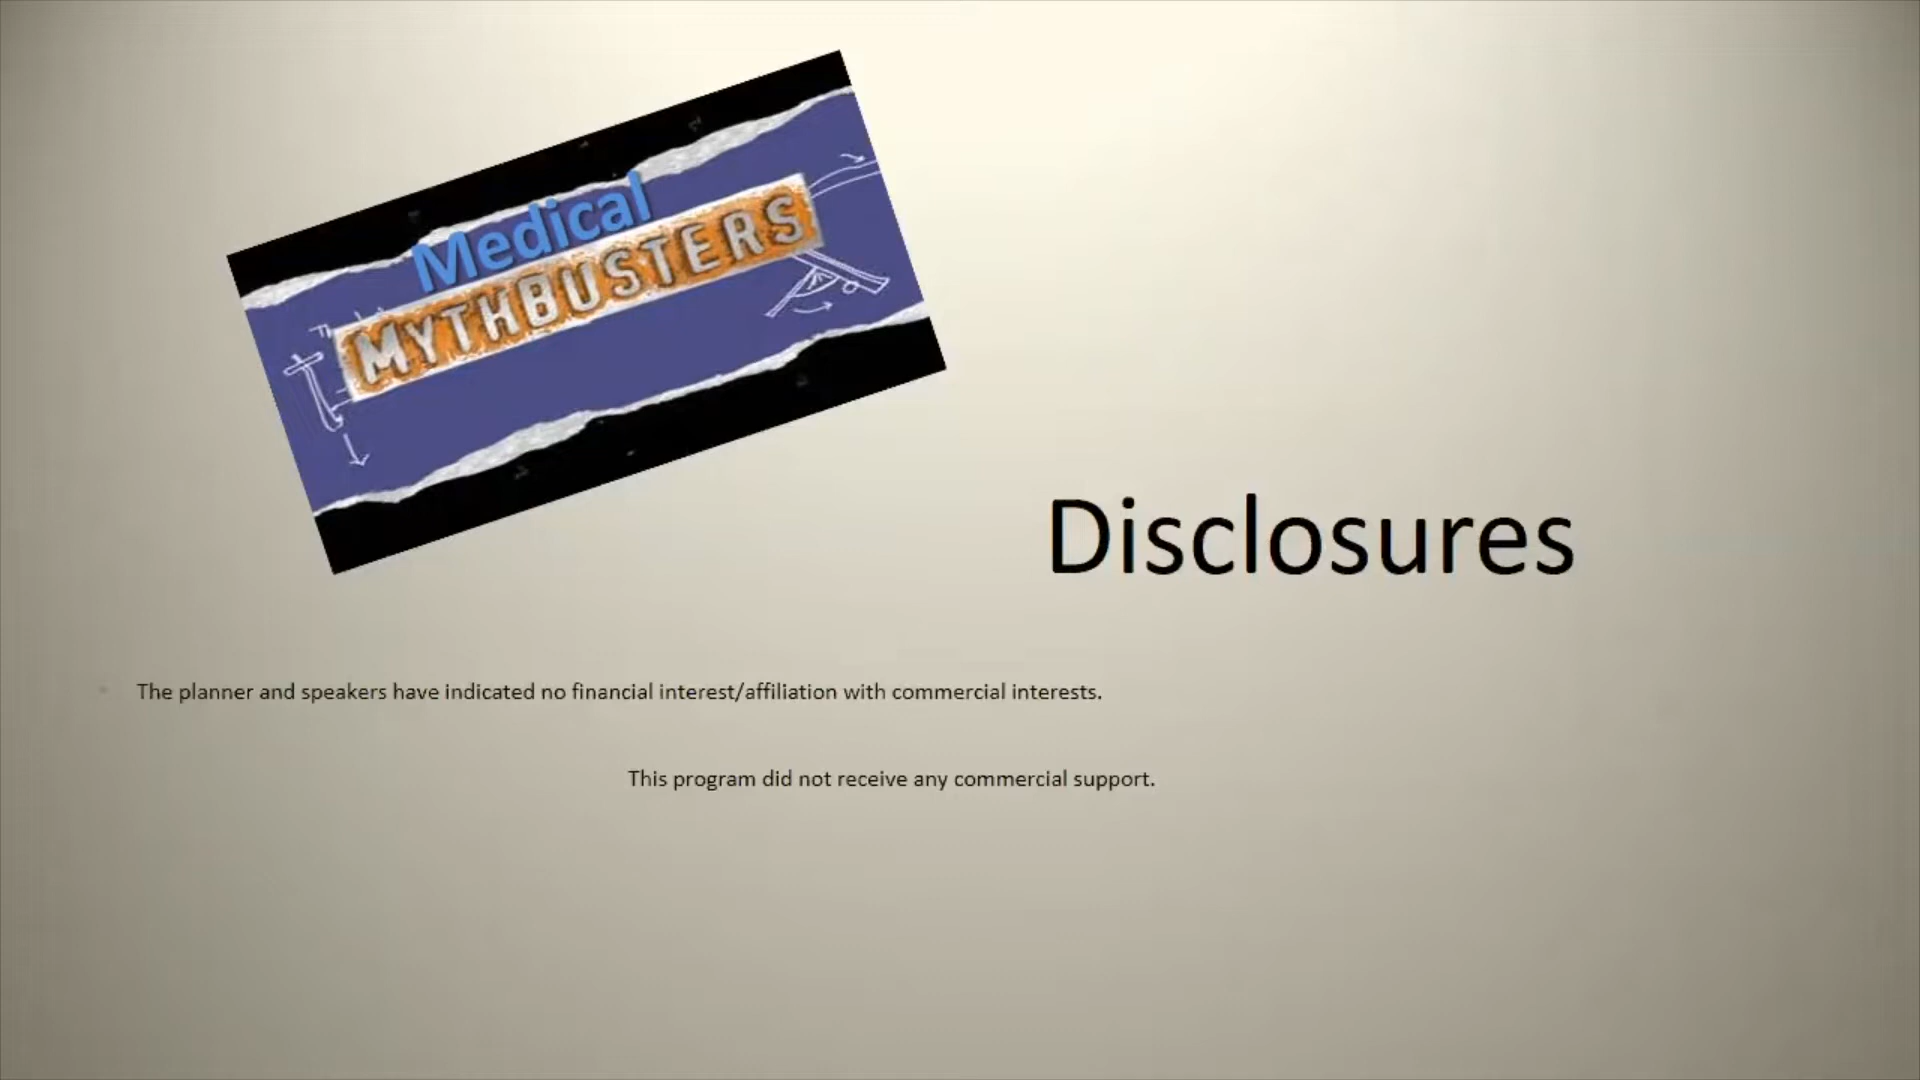 Medical
MYTHBUSTERS
Disclosures
The planner and speakers have indicated no financial interest/affiliation with commercial interests.
This program did not receive any commercial support.